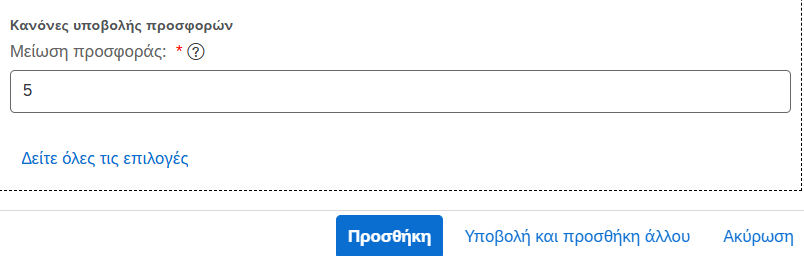 Κανόνες υποβολής προσφορών
Μείωση προσφοράς: * ?
5
Δείτε όλες τις επιλογές
Προσθήκη Υποβολή και προσθήκη άλλου Ακύρωση